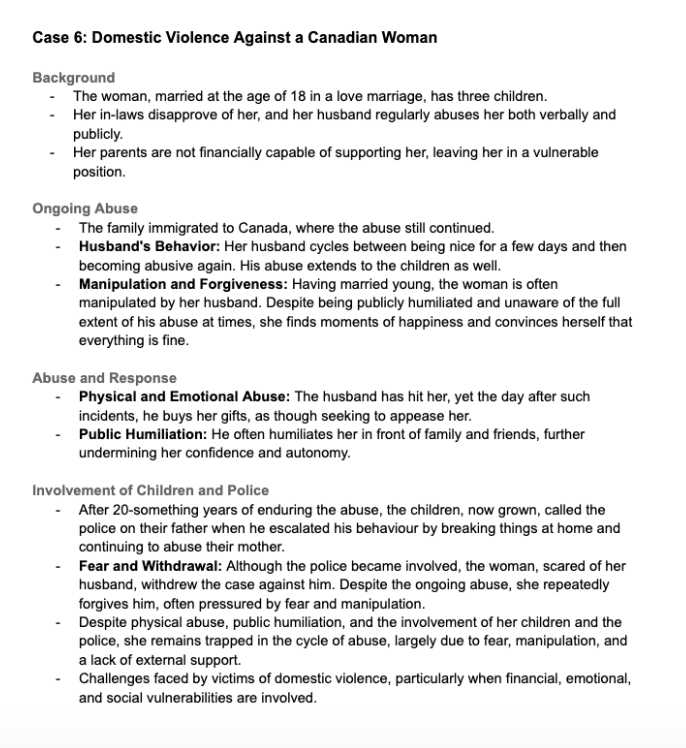 Case 6: Domestic Violence Against a Canadian Woman
Background
- The woman, married at the age of 18 in a love marriage, has three children.
- Her in-laws disapprove of her, and her husband regularly abuses her both verbally and
publicly.
- Her parents are not financially capable of supporting her, leaving her in a vulnerable
position.
Ongoing Abuse
- The family immigrated to Canada, where the abuse still continued.
- Husband's Behavior: Her husband cycles between being nice for a few days and then
becoming abusive again. His abuse extends to the children as well.
- Manipulation and Forgiveness: Having married young, the woman is often
manipulated by her husband. Despite being publicly humiliated and unaware of the full
extent of his abuse at times, she finds moments of happiness and convinces herself that
everything is fine.
Abuse and Response
- Physical and Emotional Abuse: The husband has hit her, yet the day after such
incidents, he buys her gifts, as though seeking to appease her.
- Public Humiliation: He often humiliates her in front of family and friends, further
undermining her confidence and autonomy.
Involvement of Children and Police
- After 20-something years of enduring the abuse, the children, now grown, called the
police on their father when he escalated his behaviour by breaking things at home and
continuing to abuse their mother.
- Fear and Withdrawal: Although the police became involved, the woman, scared of her
husband, withdrew the case against him. Despite the ongoing abuse, she repeatedly
forgives him, often pressured by fear and manipulation.
- Despite physical abuse, public humiliation, and the involvement of her children and the
police, she remains trapped in the cycle of abuse, largely due to fear, manipulation, and
a lack of external support.
- Challenges faced by victims of domestic violence, particularly when financial, emotional,
and social vulnerabilities are involved.